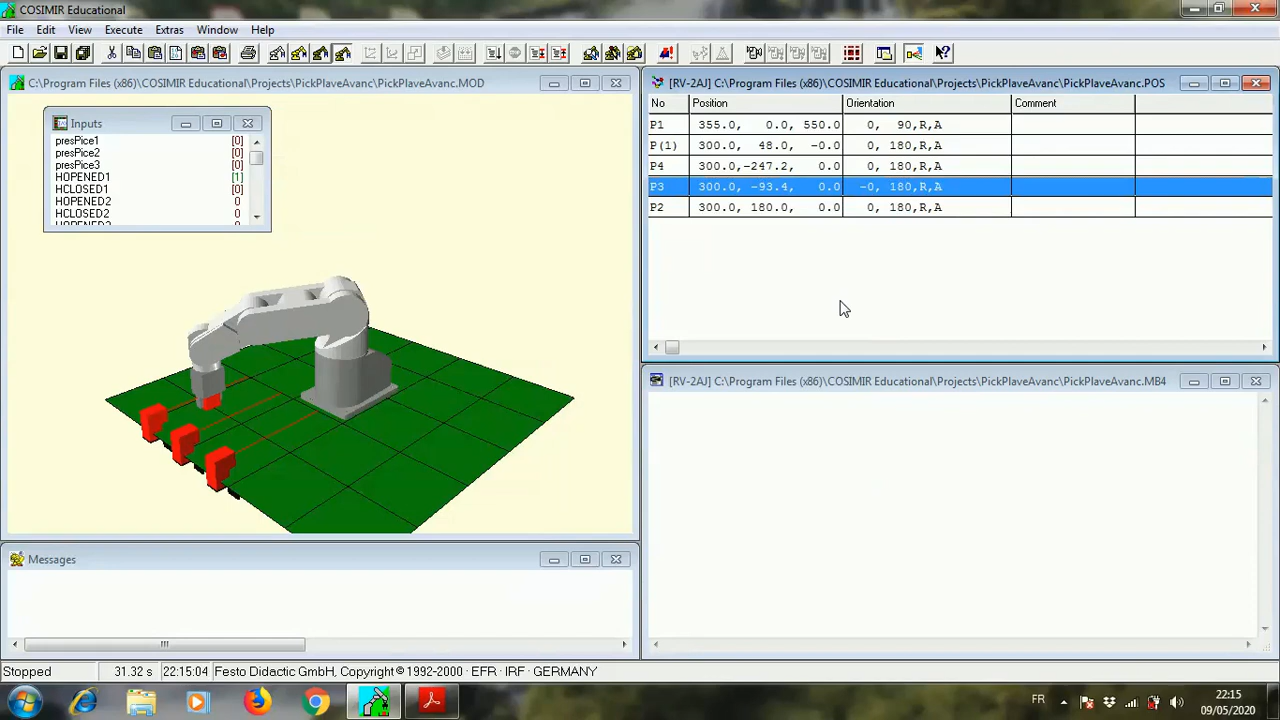 COSIMIR Educational
File Edit View Execute Extras Window Help
C:\Program Files (x86)\COSIMIR Educational\Projects\PickPlaveAvanc\PickPlaveAvanc.MOD
Inputs
presPice1 [0]
presPice2 [0]
presPice3 [0]
HOPENED1 [1]
HCLOSED1 [0]
HOPENED2 0
HCLOSED2 0
[RV-2AJ] C:\Program Files (x86)\COSIMIR Educational\Projects\PickPlaveAvanc\PickPlaveAvanc.POS
No Position Orientation Comment
P1 355.0, 0.0, 550.0 0, 90,R,A
P(1) 300.0, 48.0, -0.0 0, 180,R,A
P4 300.0,-247.2, 0.0 0, 180,R,A
P3 300.0, -93.4, 0.0 -0, 180,R,A
P2 300.0, 180.0, 0.0 0, 180,R,A
[RV-2AJ] C:\Program Files (x86)\COSIMIR Educational\Projects\PickPlaveAvanc\PickPlaveAvanc.MB4
Messages
Stopped 31.32 s 22:15:04 Festo Didactic GmbH, Copyright © 1992-2000 - EFR - IRF - GERMANY
FR 22:15
09/05/2020